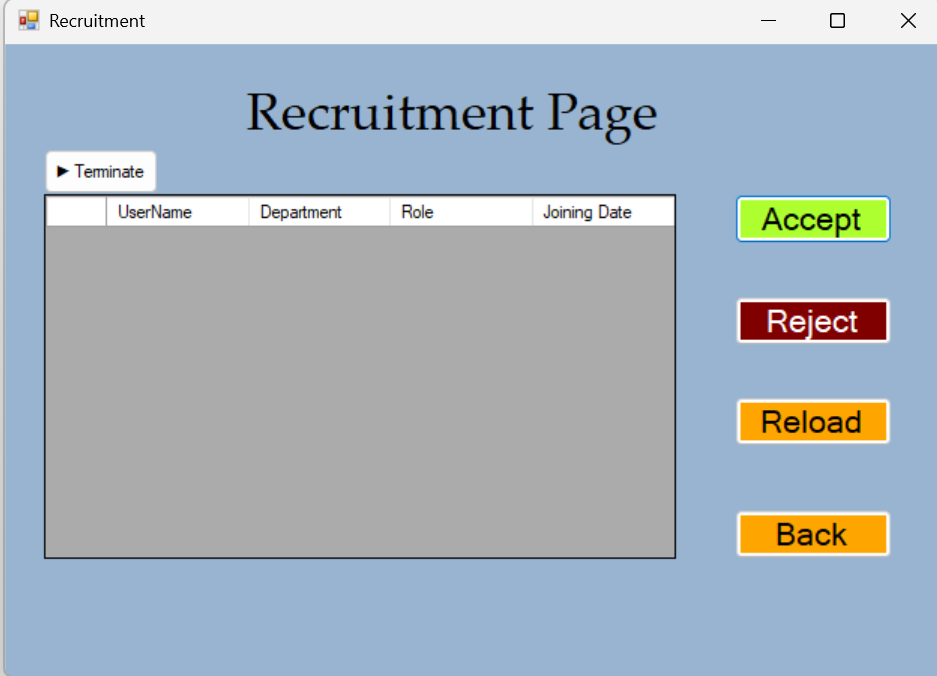 Recruitment
Recruitment Page
Terminate
UserName Department Role Joining Date
Accept
Reject
Reload
Back